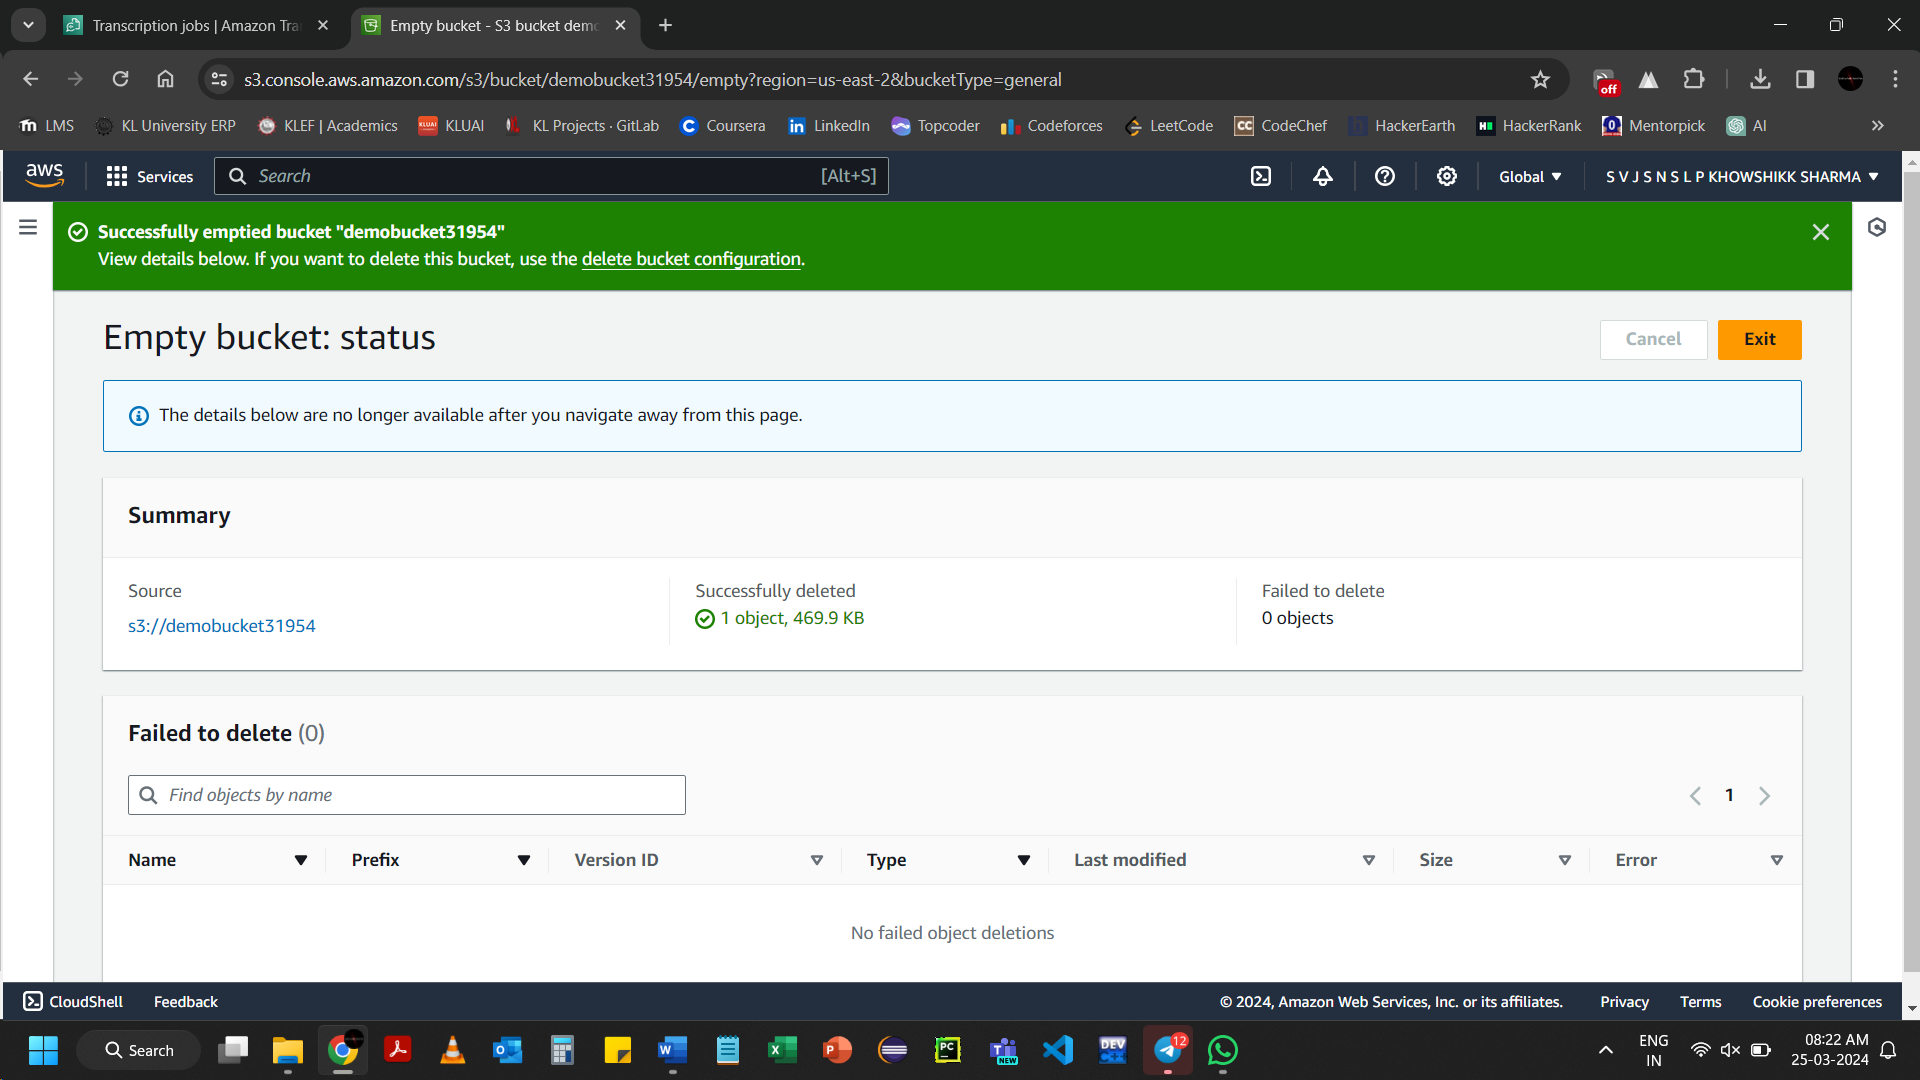 Transcription jobs | Amazon Tra
Empty bucket - S3 bucket demo
s3.console.aws.amazon.com/s3/bucket/demobucket31954/empty?region=us-east-2&bucketType=general
off
LMS
KL University ERP
KLEF | Academics
KLUAI
KLUAI
KL Projects · GitLab
Coursera
LinkedIn
Topcoder
Codeforces
LeetCode
CodeChef
HackerEarth
HackerRank
Mentorpick
AI
aws
Services
Search
[Alt+S]
Global
S V J S N S L P KHOWSHIKK SHARMA
Successfully emptied bucket "demobucket31954"
View details below. If you want to delete this bucket, use the delete bucket configuration.
Empty bucket: status
Cancel
Exit
The details below are no longer available after you navigate away from this page.
Summary
Source
s3://demobucket31954
Successfully deleted
1 object, 469.9 KB
Failed to delete
0 objects
Failed to delete (0)
Find objects by name
1
Name
Prefix
Version ID
Type
Last modified
Size
Error
No failed object deletions
CloudShell
Feedback
© 2024, Amazon Web Services, Inc. or its affiliates.
Privacy
Terms
Cookie preferences
Search
NEW
DEV
12
ENG
IN
08:22 AM
25-03-2024